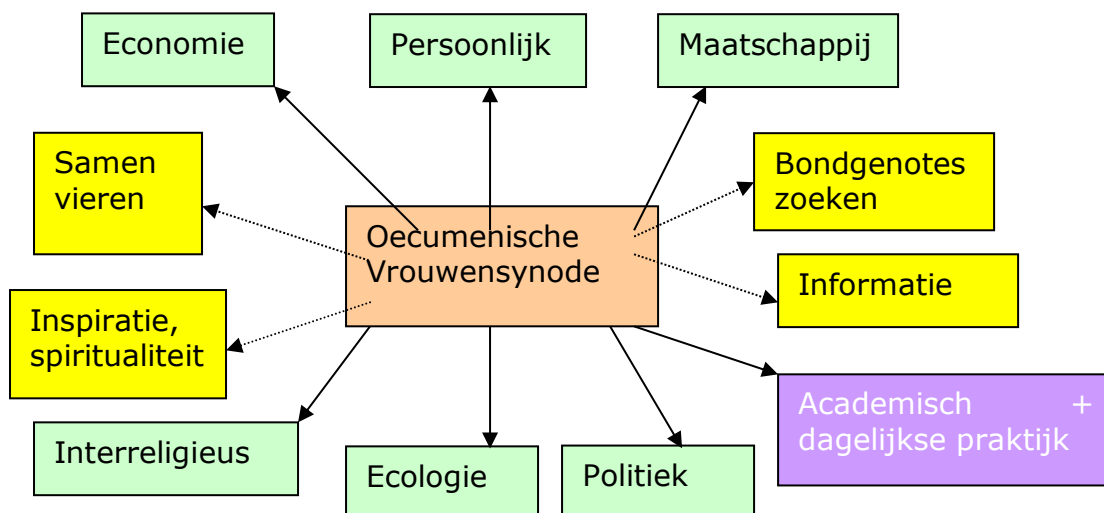 Economie
Persoonlijk
Maatschappij
Samen
vieren
Bondgenotes
zoeken
Oecumenische
Vrouwensynode
Informatie
Inspiratie,
spiritualiteit
Academisch +
dagelijkse praktijk
Interreligieus
Ecologie
Politiek